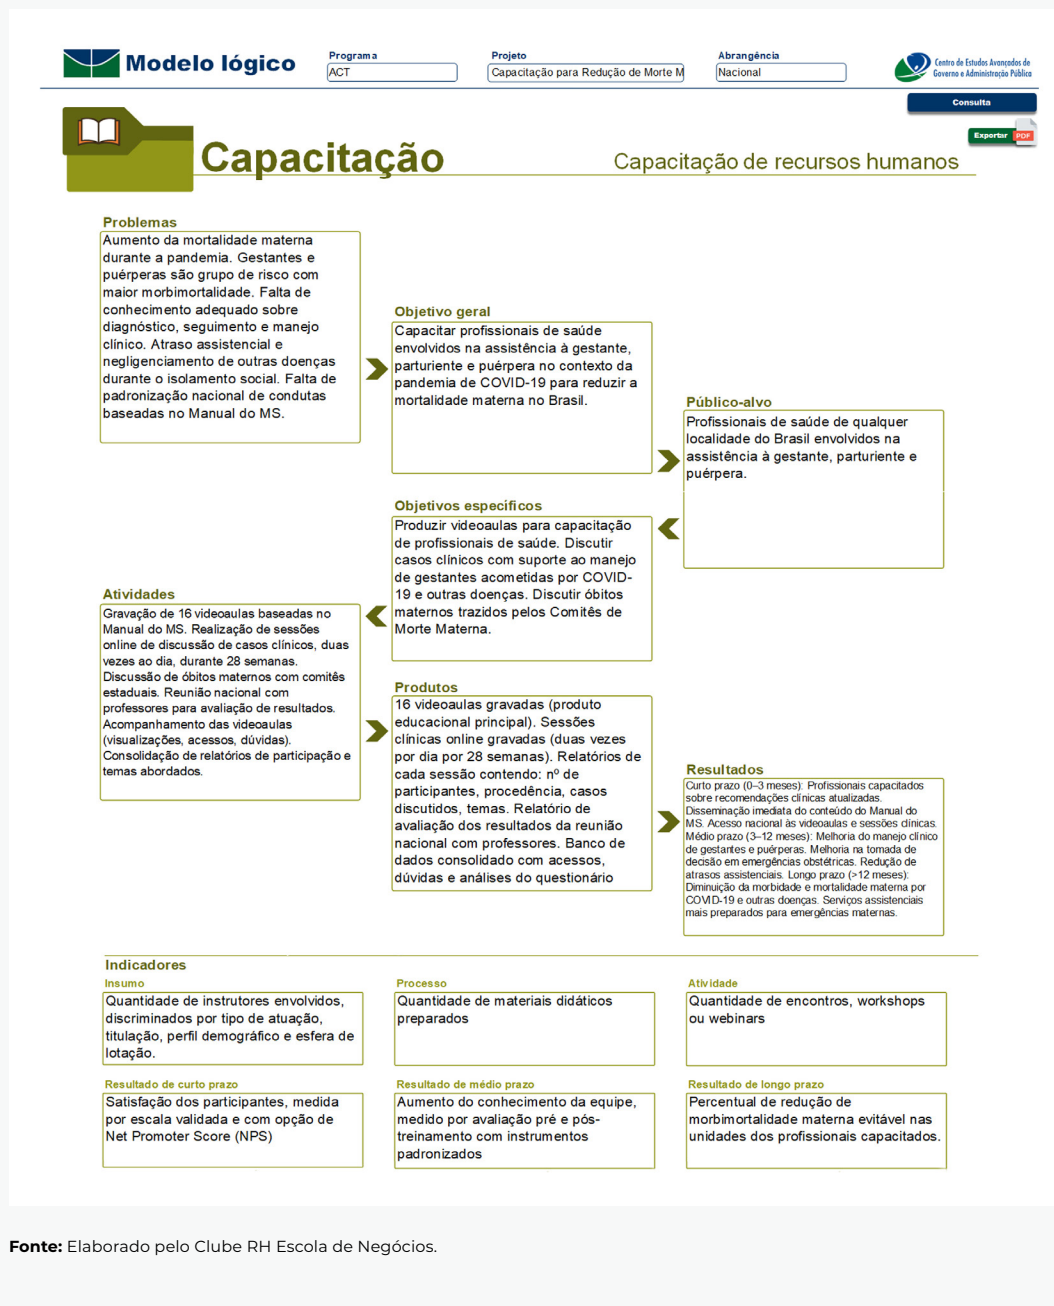 Modelo lógico
Programa
ACT
Projeto
Capacitação para Redução de Morte M
Abrangência
Nacional
Centro de Estudos Avançados de
Governo e Administração Pública
Consulta
Exportar PDF
Capacitação
Capacitação de recursos humanos
Problemas
Aumento da mortalidade materna
durante a pandemia. Gestantes e
puérperas são grupo de risco com
maior morbimortalidade. Falta de
conhecimento adequado sobre
diagnóstico, seguimento e manejo
clínico. Atraso assistencial e
negligenciamento de outras doenças
durante o isolamento social. Falta de
padronização nacional de condutas
baseadas no Manual do MS.
Objetivo geral
Capacitar profissionais de saúde
envolvidos na assistência à gestante,
parturiente e puérpera no contexto da
pandemia de COVID-19 para reduzir a
mortalidade materna no Brasil.
Público-alvo
Profissionais de saúde de qualquer
localidade do Brasil envolvidos na
assistência à gestante, parturiente e
puérpera.
Objetivos específicos
Produzir videoaulas para capacitação
de profissionais de saúde. Discutir
casos clínicos com suporte ao manejo
de gestantes acometidas por COVID-
19 e outras doenças. Discutir óbitos
maternos trazidos pelos Comitês de
Morte Materna.
Atividades
Gravação de 16 videoaulas baseadas no
Manual do MS. Realização de sessões
online de discussão de casos clínicos, duas
vezes ao dia, durante 28 semanas.
Discussão de óbitos maternos com comitês
estaduais. Reunião nacional com
professores para avaliação de resultados.
Acompanhamento das videoaulas
(visualizações, acessos, dúvidas).
Consolidação de relatórios de participação e
temas abordados.
Produtos
16 videoaulas gravadas (produto
educacional principal). Sessões
clínicas online gravadas (duas vezes
por dia por 28 semanas). Relatórios de
cada sessão contendo: nº de
participantes, procedência, casos
discutidos, temas. Relatório de
avaliação dos resultados da reunião
nacional com professores. Banco de
dados consolidado com acessos,
dúvidas e análises do questionário
Resultados
Curto prazo (0–3 meses): Profissionais capacitados
sobre recomendações clínicas atualizadas.
Disseminação imediata do conteúdo do Manual do
MS. Acesso nacional às videoaulas e sessões clínicas.
Médio prazo (3–12 meses): Melhoria do manejo clínico
de gestantes e puérperas. Melhoria na tomada de
decisão em emergências obstétricas. Redução de
atrasos assistenciais. Longo prazo (>12 meses):
Diminuição da morbidade e mortalidade materna por
COVID-19 e outras doenças. Serviços assistenciais
mais preparados para emergências maternas.
Indicadores
Insumo
Quantidade de instrutores envolvidos,
discriminados por tipo de atuação,
titulação, perfil demográfico e esfera de
lotação.
Processo
Quantidade de materiais didáticos
preparados
Atividade
Quantidade de encontros, workshops
ou webinars
Resultado de curto prazo
Satisfação dos participantes, medida
por escala validada e com opção de
Net Promoter Score (NPS)
Resultado de médio prazo
Aumento do conhecimento da equipe,
medido por avaliação pré e pós-
treinamento com instrumentos
padronizados
Resultado de longo prazo
Percentual de redução de
morbimortalidade materna evitável nas
unidades dos profissionais capacitados.
Fonte: Elaborado pelo Clube RH Escola de Negócios.